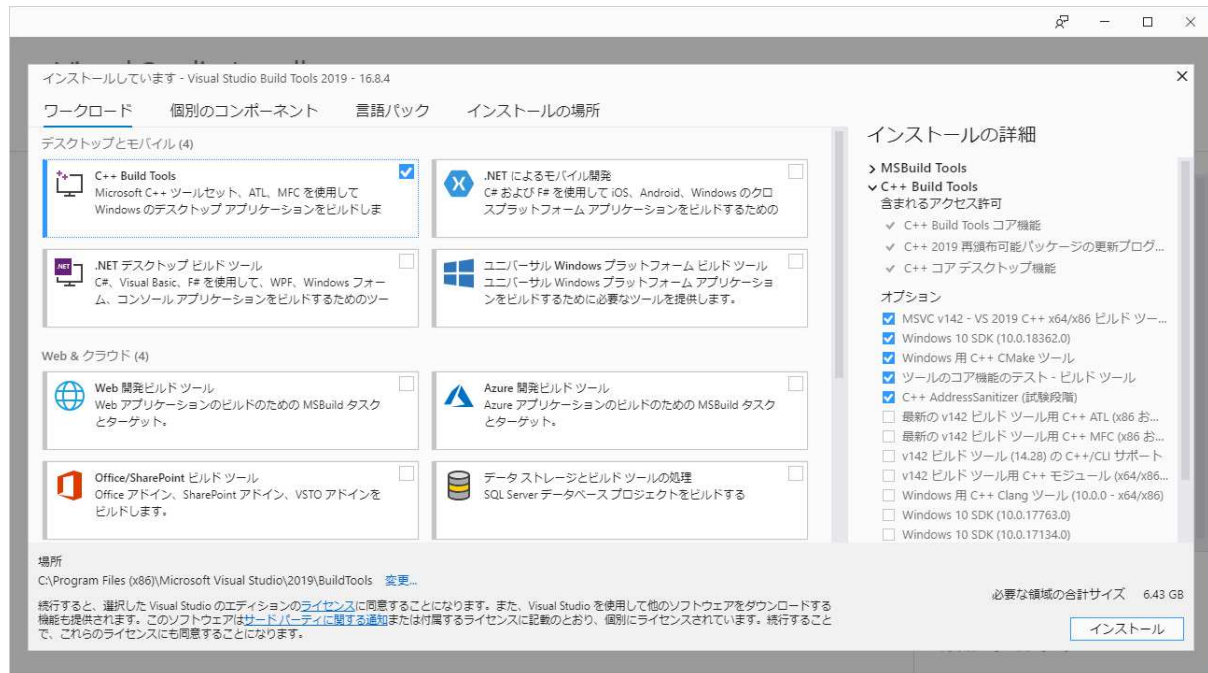 インストールしています - Visual Studio Build Tools 2019 - 16.8.4
ワークロード 個別のコンポーネント 言語パック インストールの場所
デスクトップとモバイル (4)
C++ Build Tools
Microsoft C++ ツールセット、ATL、MFC を使用して
Windows のデスクトップ アプリケーションをビルドしま
.NET によるモバイル開発
C# および F# を使用して iOS、Android、Windows のクロ
スプラットフォーム アプリケーションをビルドするための
.NET デスクトップ ビルド ツール
C#、Visual Basic、F# を使用して、WPF、Windows フォー
ム、コンソール アプリケーションをビルドするためのツー
ユニバーサル Windows プラットフォーム ビルド ツール
ユニバーサル Windows プラットフォーム アプリケーショ
ンをビルドするために必要なツールを提供します。
Web & クラウド (4)
Web 開発ビルド ツール
Web アプリケーションのビルドのための MSBuild タスク
とターゲット。
Azure 開発ビルド ツール
Azure アプリケーションのビルドのための MSBuild タスク
とターゲット。
Office/SharePoint ビルド ツール
Office アドイン、SharePoint アドイン、VSTO アドインを
ビルドします。
データ ストレージとビルド ツールの処理
SQL Server データベース プロジェクトをビルドする
インストールの詳細
MSBuild Tools
C++ Build Tools
含まれるアクセス許可
C++ Build Tools コア機能
C++ 2019 再頒布可能パッケージの更新プログ...
C++ コア デスクトップ機能
オプション
MSVC v142 - VS 2019 C++ x64/x86 ビルド ツー...
Windows 10 SDK (10.0.18362.0)
Windows 用 C++ CMake ツール
ツールのコア機能のテスト - ビルド ツール
C++ AddressSanitizer (試験段階)
最新の v142 ビルド ツール用 C++ ATL (x86 お...
最新の v142 ビルド ツール用 C++ MFC (x86 お...
v142 ビルド ツール (14.28) の C++/CLI サポート
v142 ビルド ツール用 C++ モジュール (x64/x86...
Windows 用 C++ Clang ツール (10.0.0 - x64/x86)
Windows 10 SDK (10.0.17763.0)
Windows 10 SDK (10.0.17134.0)
場所
C:\Program Files (x86)\Microsoft Visual Studio\2019\BuildTools 変更...
続行すると、選択した Visual Studio のエディションのライセンスに同意することになります。また、Visual Studio を使用して他のソフトウェアをダウンロードする
機能も提供されます。このソフトウェアはサード パーティに関する通知または付属するライセンスに記載のとおり、個別にライセンスされています。続行すること
で、これらのライセンスにも同意することになります。
必要な領域の合計サイズ 6.43 GB
インストール